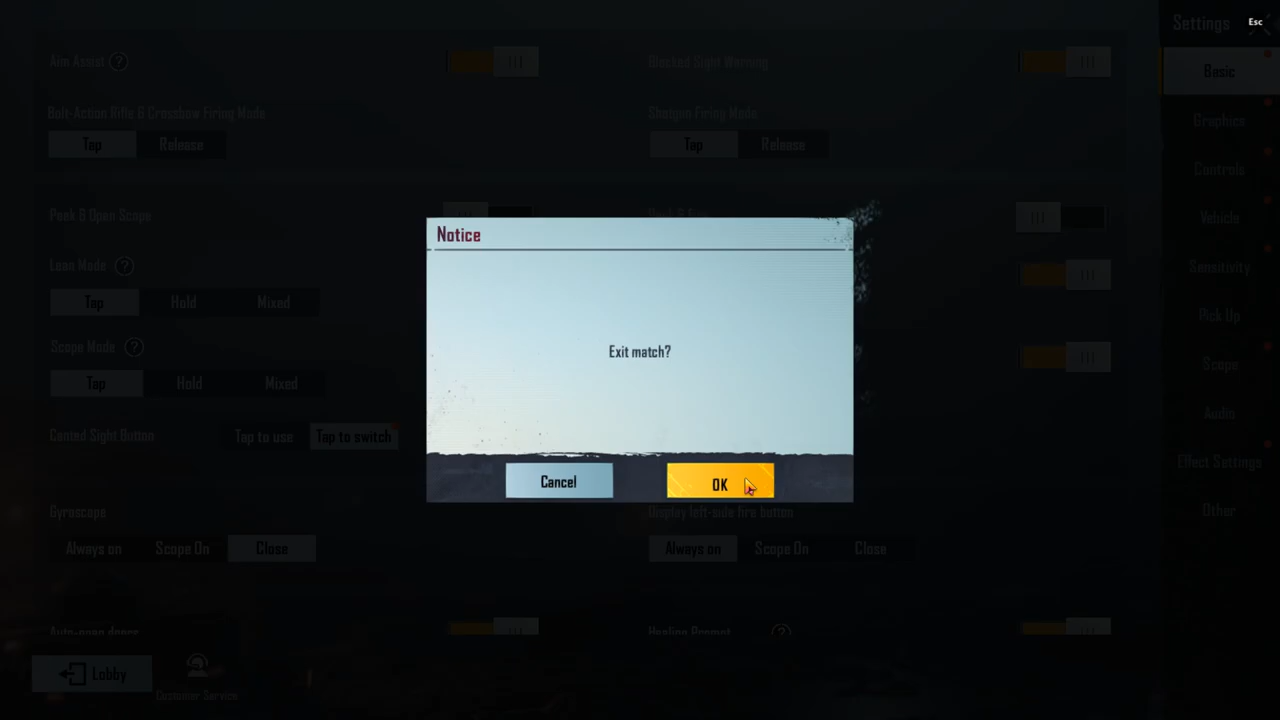 Settings
Esc
Aim Assist ?
Blocked Sight Warning
Basic
Bolt-Action Rifle & Crossbow Firing Mode
Shotgun Firing Mode
Graphics
Tap Release
Tap Release
Controls
Peek & Open Scope
Vehicle
Notice
Lean Mode ?
Sensitivity
Tap Hold Mixed
Pick Up
Scope Mode ?
Exit match?
Scope
Tap Hold Mixed
Audio
Canted Sight Button Tap to use Tap to switch
Effect Settings
Cancel
OK
Gyroscope
Display left-side fire button
Other
Always on Scope On Close
Always on Scope On Close
Auto-open doors
Healing Prompt ?
Lobby
Customer Service